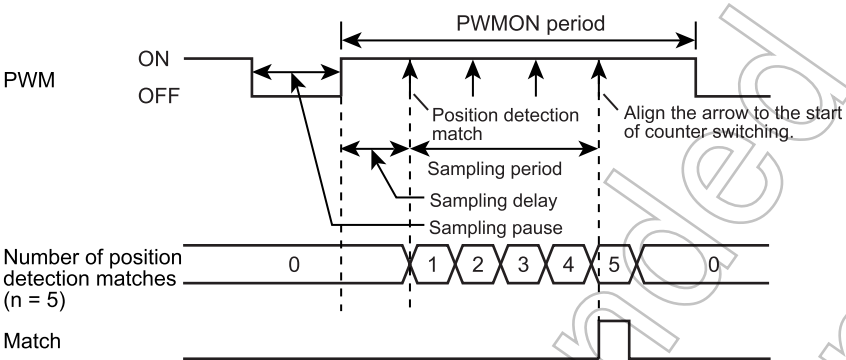 PWMON period
ON
PWM
OFF
Position detection
match
Align the arrow to the start
of counter switching.
Sampling period
Sampling delay
Sampling pause
Number of position
detection matches
(n = 5)
0 1 2 3 4 5 0
Match